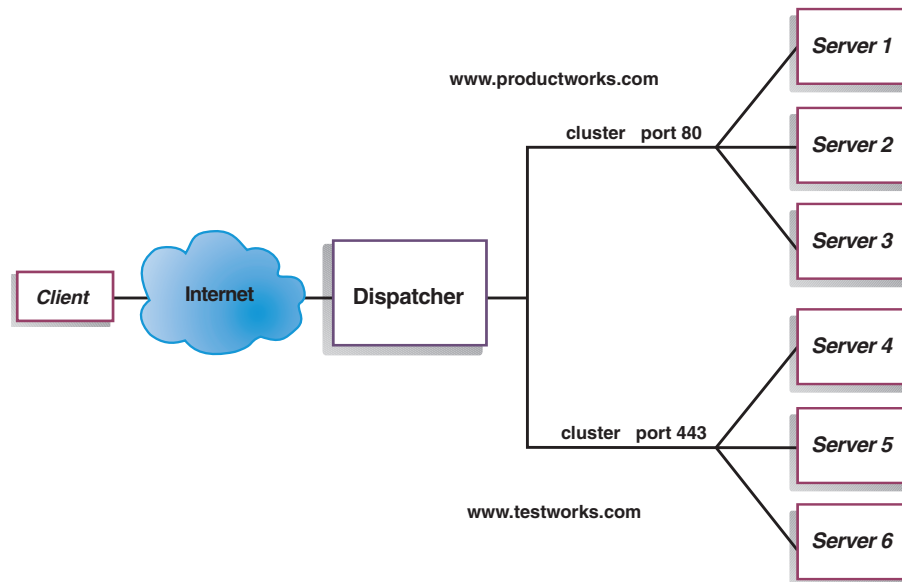 Server 1
www.productworks.com
cluster port 80
Server 2
Server 3
Client
Internet
Dispatcher
Server 4
cluster port 443
Server 5
www.testworks.com
Server 6